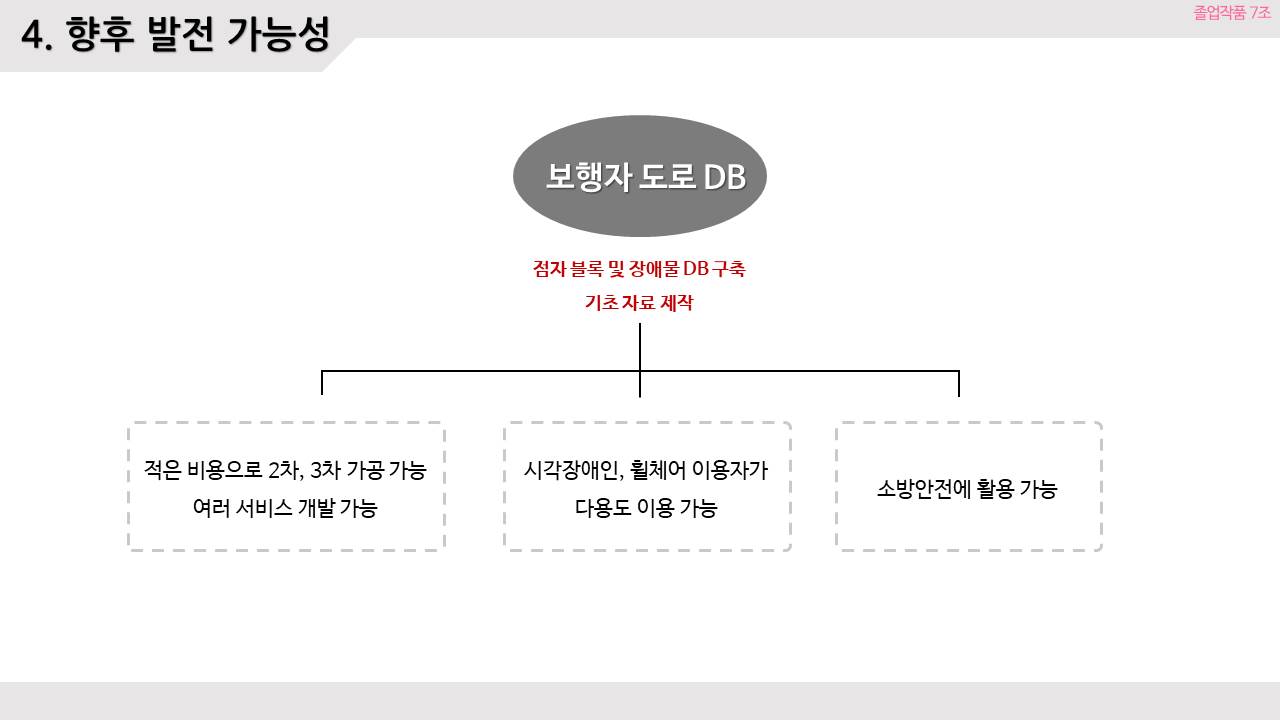 4. 향후 발전 가능성
졸업작품 7조
보행자 도로 DB
점자 블록 및 장애물 DB 구축
기초 자료 제작
적은 비용으로 2차, 3차 가공 가능
여러 서비스 개발 가능
시각장애인, 휠체어 이용자가
다용도 이용 가능
소방안전에 활용 가능